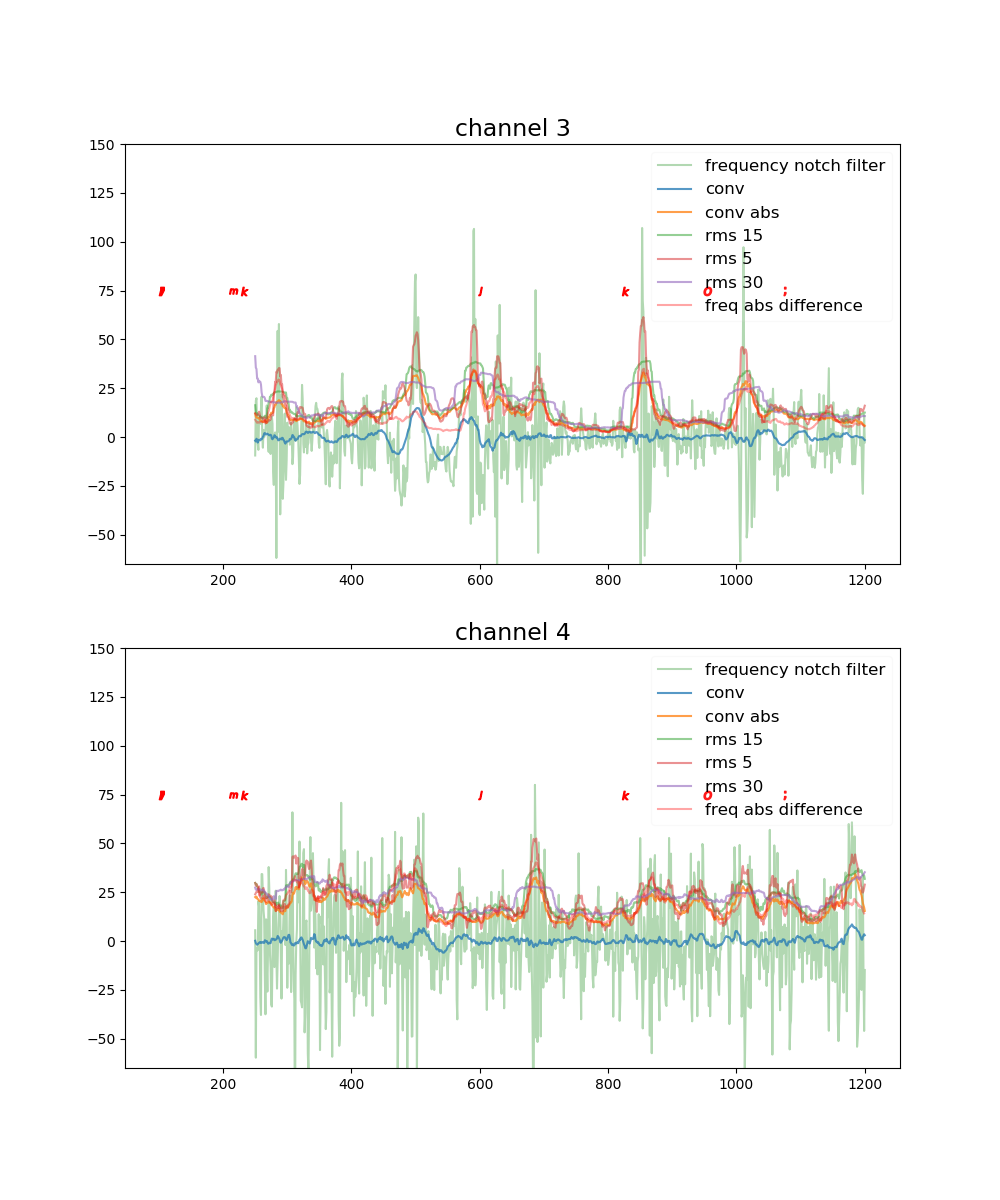 channel 3
150
125
100
75
50
25
0
−25
−50
frequency notch filter
conv
conv abs
rms 15
rms 5
rms 30
freq abs difference
m k j k o ;
200 400 600 800 1000 1200
channel 4
150
125
100
75
50
25
0
−25
−50
frequency notch filter
conv
conv abs
rms 15
rms 5
rms 30
freq abs difference
m k j k o ;
200 400 600 800 1000 1200